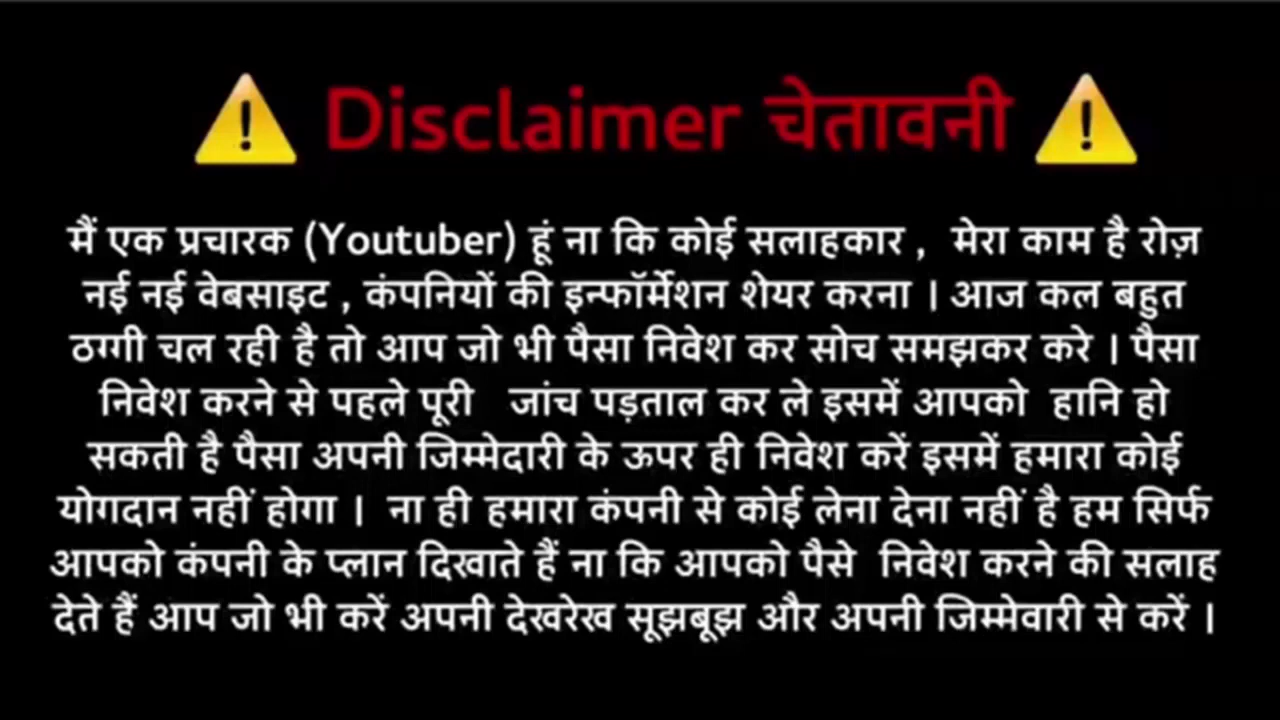 ⚠ Disclaimer चेतावनी ⚠
मैं एक प्रचारक (Youtuber) हूं ना कि कोई सलाहकार , मेरा काम है रोज़
नई नई वेबसाइट , कंपनियों की इन्फॉर्मेशन शेयर करना । आज कल बहुत
ठग्गी चल रही है तो आप जो भी पैसा निवेश कर सोच समझकर करे । पैसा
निवेश करने से पहले पूरी जांच पड़ताल कर ले इसमें आपको हानि हो
सकती है पैसा अपनी जिम्मेदारी के ऊपर ही निवेश करें इसमें हमारा कोई
योगदान नहीं होगा । ना ही हमारा कंपनी से कोई लेना देना नहीं है हम सिर्फ
आपको कंपनी के प्लान दिखाते हैं ना कि आपको पैसे निवेश करने की सलाह
देते हैं आप जो भी करें अपनी देखरेख सूझबूझ और अपनी जिम्मेवारी से करें ।